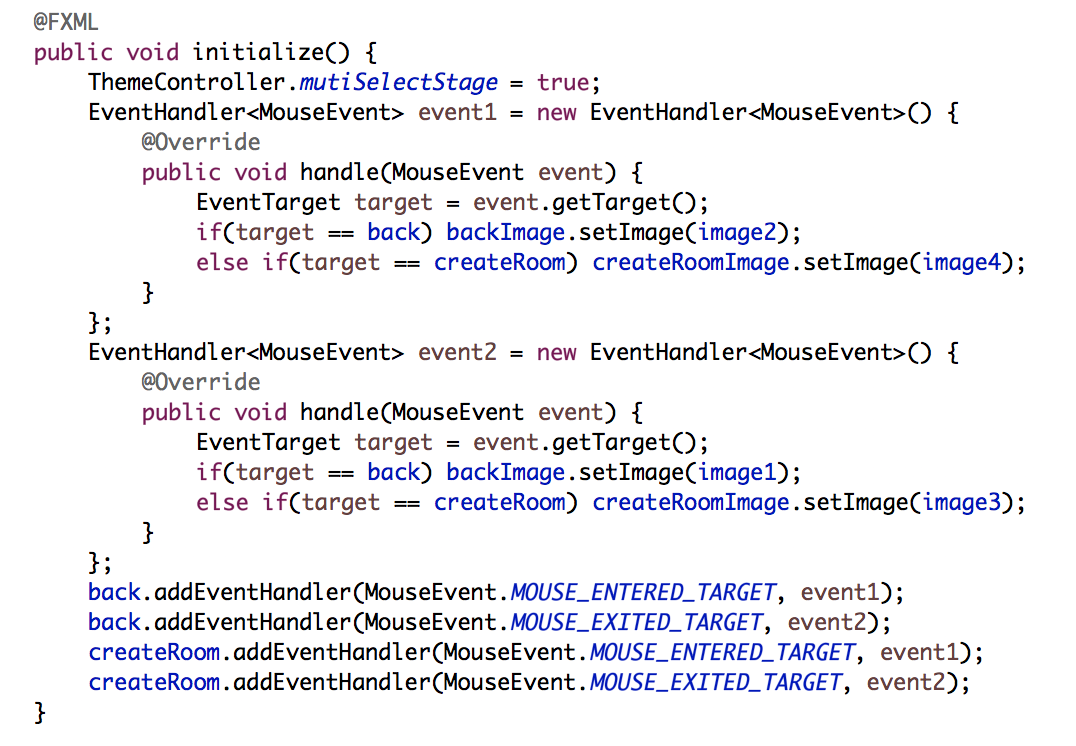 @FXML
public void initialize() {
    ThemeController.mutiSelectStage = true;
    EventHandler<MouseEvent> event1 = new EventHandler<MouseEvent>() {
        @Override
        public void handle(MouseEvent event) {
            EventTarget target = event.getTarget();
            if(target == back) backImage.setImage(image2);
            else if(target == createRoom) createRoomImage.setImage(image4);
        }
    };
    EventHandler<MouseEvent> event2 = new EventHandler<MouseEvent>() {
        @Override
        public void handle(MouseEvent event) {
            EventTarget target = event.getTarget();
            if(target == back) backImage.setImage(image1);
            else if(target == createRoom) createRoomImage.setImage(image3);
        }
    };
    back.addEventHandler(MouseEvent.MOUSE_ENTERED_TARGET, event1);
    back.addEventHandler(MouseEvent.MOUSE_EXITED_TARGET, event2);
    createRoom.addEventHandler(MouseEvent.MOUSE_ENTERED_TARGET, event1);
    createRoom.addEventHandler(MouseEvent.MOUSE_EXITED_TARGET, event2);
}